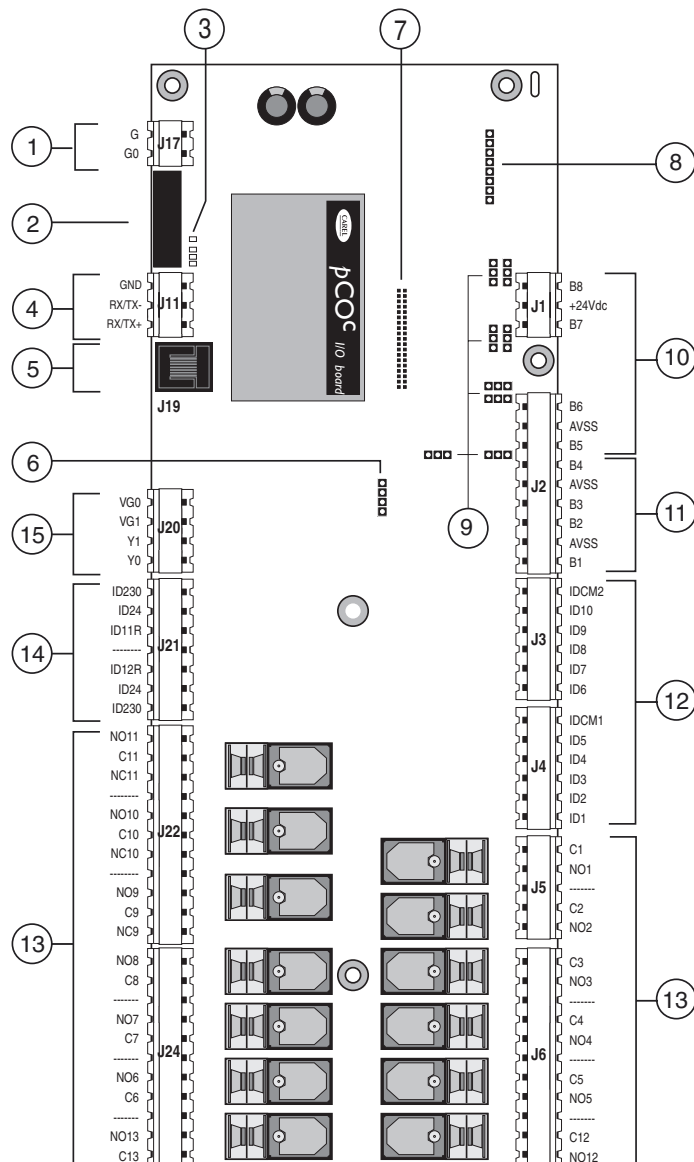 3
7
1
G
G0
J17
8
2
4
GND
RX/TX-
RX/TX+
J11
5
J19
CAREL
pCOC
I/O board
J1
B8
+24Vdc
B7
10
6
9
J2
B6
AVSS
B5
B4
AVSS
B3
B2
AVSS
B1
11
15
VG0
VG1
Y1
Y0
J20
14
ID230
ID24
ID11R
--------
ID12R
ID24
ID230
J21
J3
IDCM2
ID10
ID9
ID8
ID7
ID6
12
J4
IDCM1
ID5
ID4
ID3
ID2
ID1
13
NO11
C11
NC11
--------
NO10
C10
NC10
--------
NO9
C9
NC9
J22
NO8
C8
-------
NO7
C7
-------
NO6
C6
-------
NO13
C13
J24
J5
C1
NO1
-------
C2
NO2
J6
C3
NO3
-------
C4
NO4
-------
C5
NO5
-------
C12
NO12
13